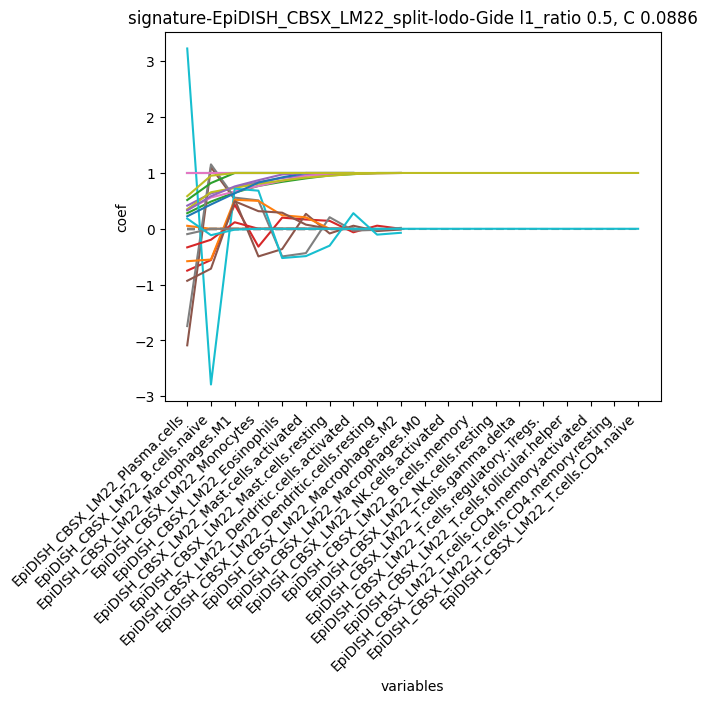 signature-EpiDISH_CBSX_LM22_split-lodo-Gide l1_ratio 0.5, C 0.0886
3
2
1
0
−1
−2
−3
coef
EpiDISH_CBSX_LM22_Plasma.cells
EpiDISH_CBSX_LM22_B.cells.naive
EpiDISH_CBSX_LM22_Macrophages.M1
EpiDISH_CBSX_LM22_Monocytes
EpiDISH_CBSX_LM22_Eosinophils
EpiDISH_CBSX_LM22_Mast.cells.activated
EpiDISH_CBSX_LM22_Mast.cells.resting
EpiDISH_CBSX_LM22_Dendritic.cells.activated
EpiDISH_CBSX_LM22_Dendritic.cells.resting
EpiDISH_CBSX_LM22_Macrophages.M2
EpiDISH_CBSX_LM22_Macrophages.M0
EpiDISH_CBSX_LM22_NK.cells.activated
EpiDISH_CBSX_LM22_B.cells.memory
EpiDISH_CBSX_LM22_NK.cells.resting
EpiDISH_CBSX_LM22_T.cells.gamma.delta
EpiDISH_CBSX_LM22_T.cells.regulatory..Tregs.
EpiDISH_CBSX_LM22_T.cells.follicular.helper
EpiDISH_CBSX_LM22_T.cells.CD4.memory.activated
EpiDISH_CBSX_LM22_T.cells.CD4.memory.resting
EpiDISH_CBSX_LM22_T.cells.CD4.naive
variables